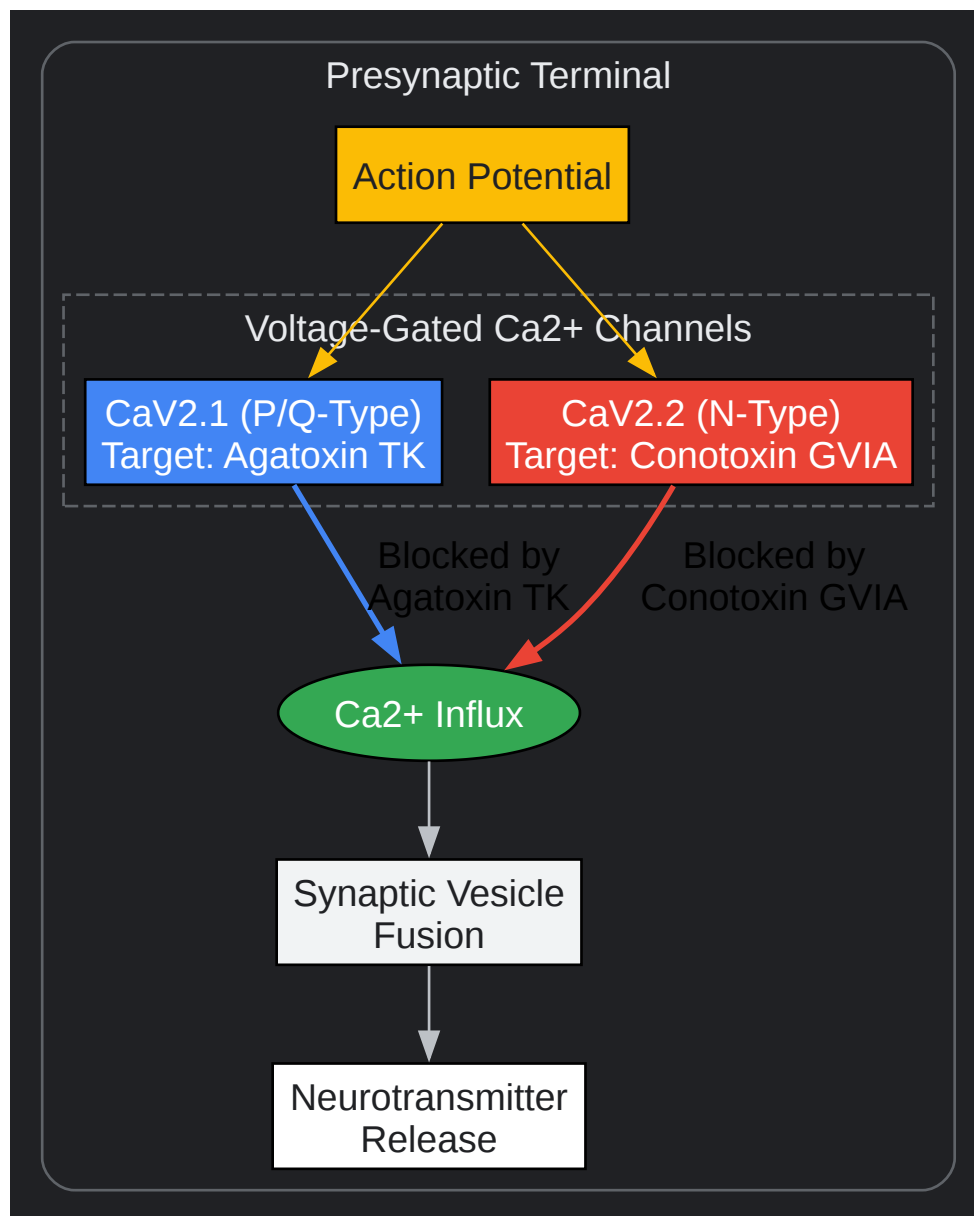 Presynaptic Terminal
Action Potential
Voltage-Gated Ca2+ Channels
CaV2.1 (P/Q-Type)
Target: Agatoxin TK
CaV2.2 (N-Type)
Target: Conotoxin GVIA
Blocked by
Agatoxin TK
Blocked by
Conotoxin GVIA
Ca2+ Influx
Synaptic Vesicle
Fusion
Neurotransmitter
Release